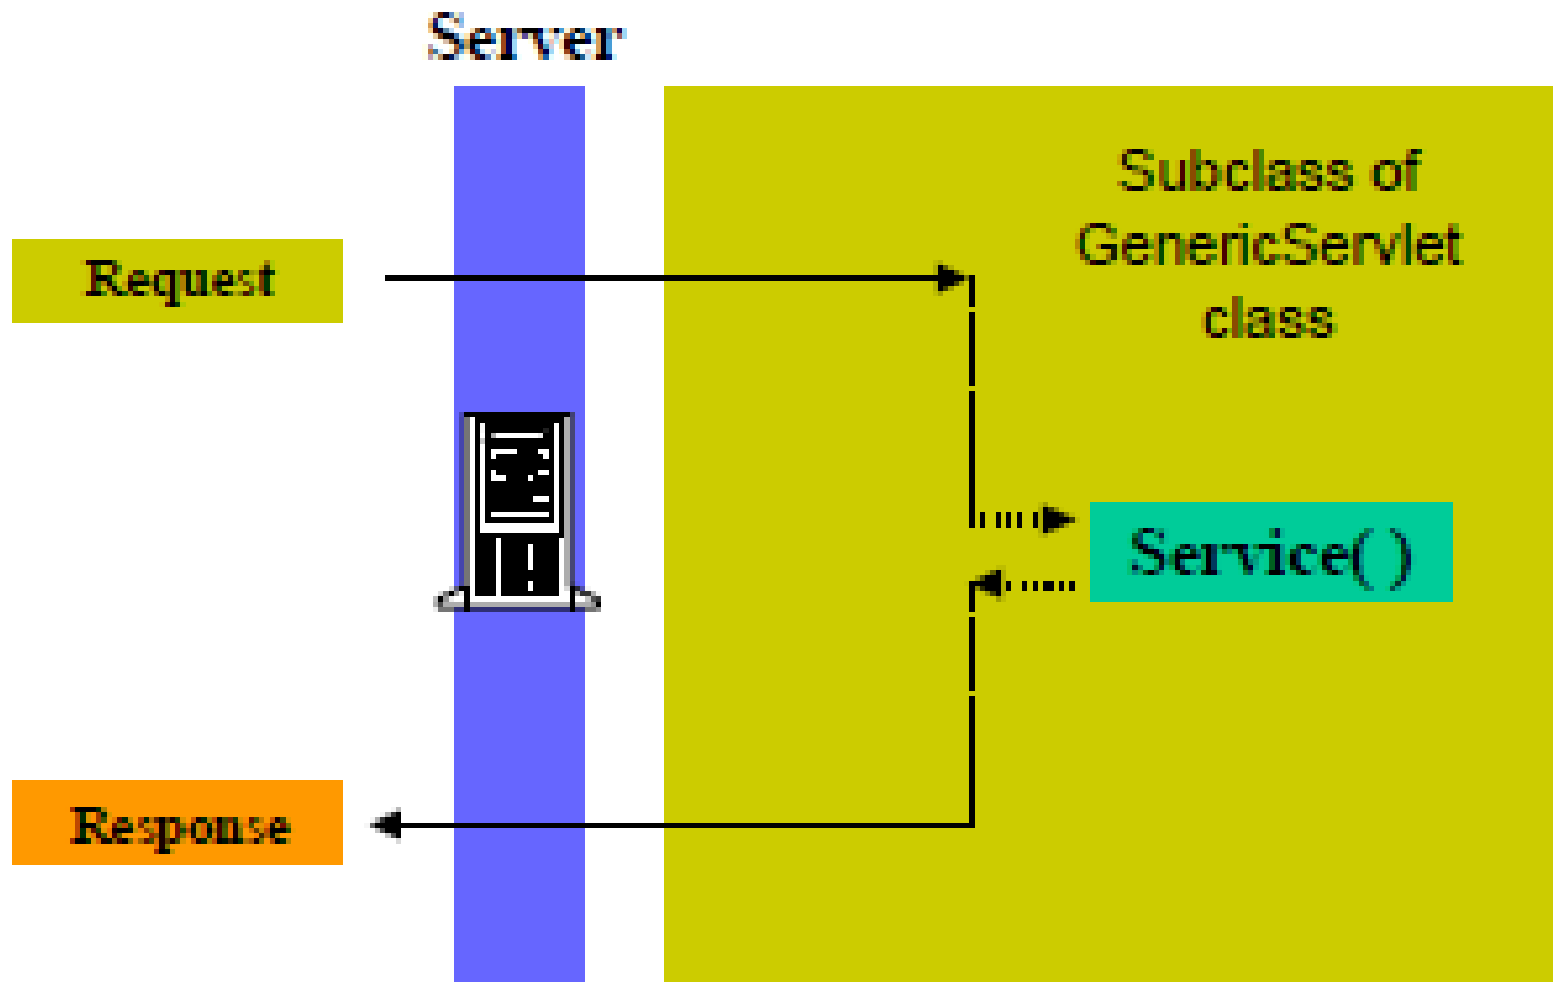 Server
Subclass of
GenericServlet
class
Request
Service( )
Response